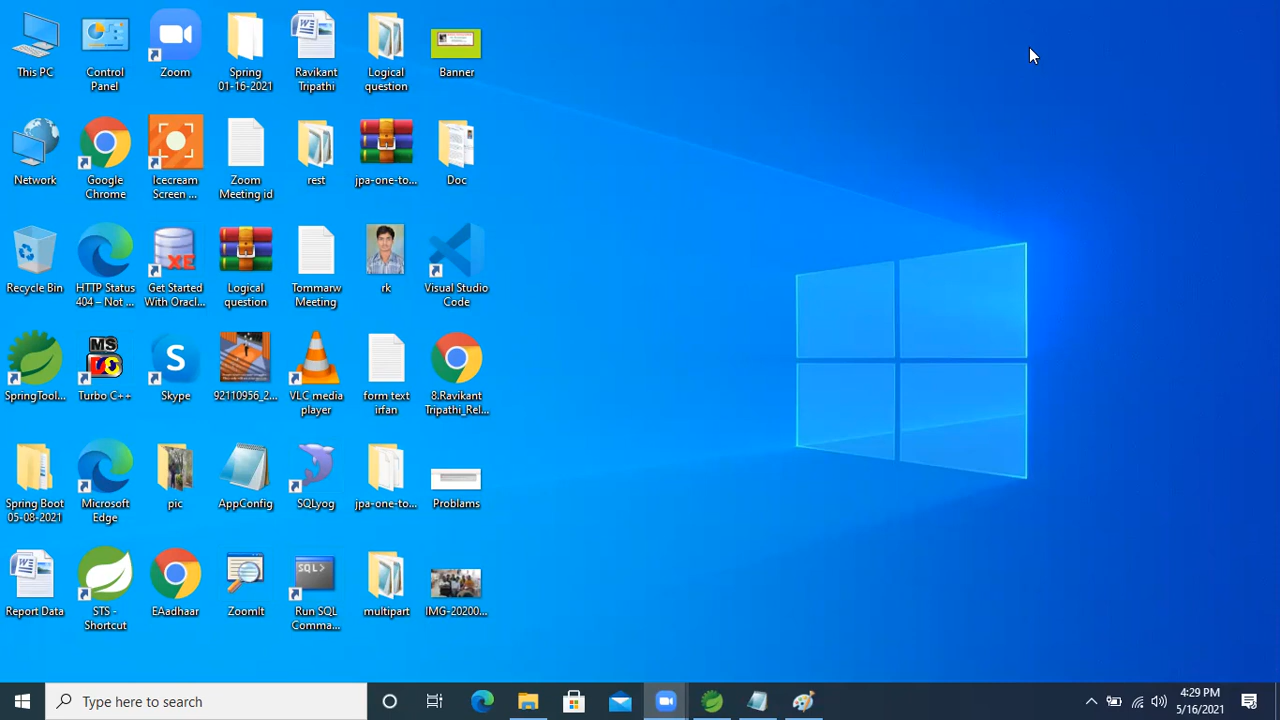 This PC
Control
Panel
Zoom
Spring
01-16-2021
Ravikant
Tripathi
Logical
question
Banner
Network
Google
Chrome
Icecream
Screen ...
Zoom
Meeting id
rest
jpa-one-to...
Doc
XE
Recycle Bin
HTTP Status
404 – Not ...
Get Started
With Oracl...
Logical
question
Tommarw
Meeting
rk
Visual Studio
Code
MS
SpringTool...
Turbo C++
Skype
92110956_2...
VLC media
player
form text
irfan
8.Ravikant
Tripathi_Rel...
Spring Boot
05-08-2021
Microsoft
Edge
pic
AppConfig
SQLyog
jpa-one-to...
Problams
SQL>
Report Data
STS -
Shortcut
EAadhaar
ZoomIt
Run SQL
Comma...
multipart
IMG-20200...
Type here to search
4:29 PM
5/16/2021